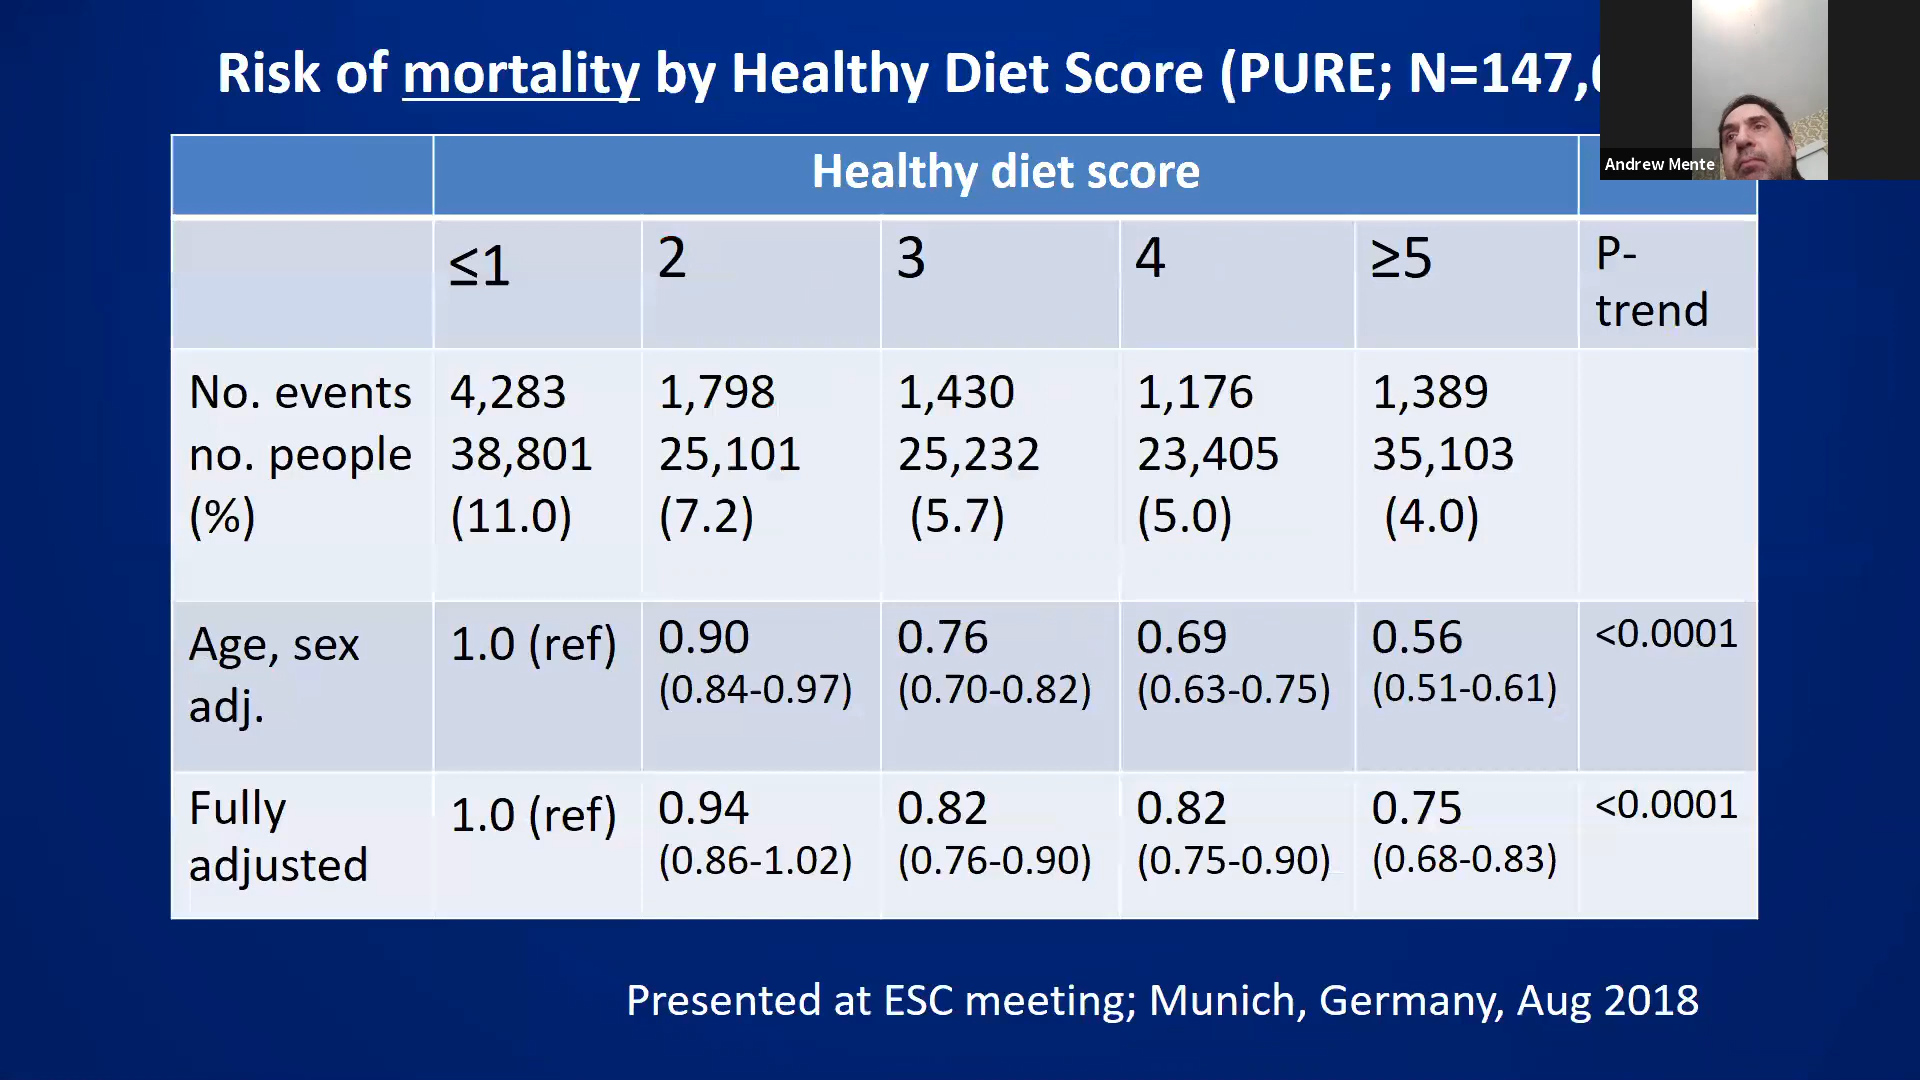 Risk of mortality by Healthy Diet Score (PURE; N=147,
Andrew Mente
Healthy diet score
≤1 2 3 4 ≥5 P-
trend
No. events 4,283 1,798 1,430 1,176 1,389
no. people 38,801 25,101 25,232 23,405 35,103
(%) (11.0) (7.2) (5.7) (5.0) (4.0)
Age, sex 1.0 (ref) 0.90 0.76 0.69 0.56 <0.0001
adj. (0.84-0.97) (0.70-0.82) (0.63-0.75) (0.51-0.61)
Fully 1.0 (ref) 0.94 0.82 0.82 0.75 <0.0001
adjusted (0.86-1.02) (0.76-0.90) (0.75-0.90) (0.68-0.83)
Presented at ESC meeting; Munich, Germany, Aug 2018